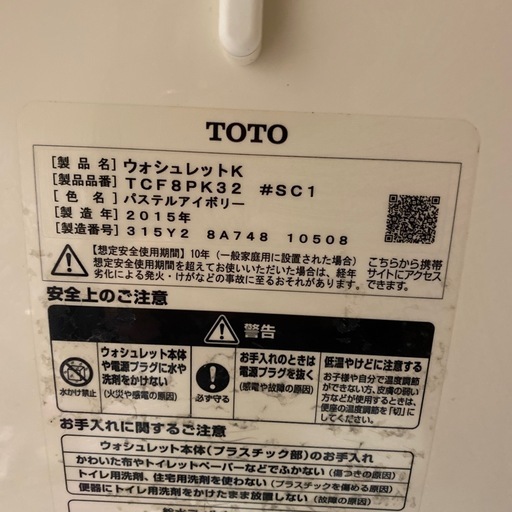 TOTO
[製品名] ウォシュレットK
[製品品番] TCF8PK32 #SC1
[色名] パステルアイボリー
[製造年] 2015年
[製造番号] 315Y2 8A748 10508
【想定安全使用期間】10年（一般家庭用に設置された場合）
想定安全使用期間を超えてお使いいただいた場合は、経年
劣化による発火・けがなどの事故に至るおそれがあります。
こちらから携帯
サイトにアクセス
できます。
安全上のご注意
警告
ウォシュレット本体
や電源プラグに水や
洗剤をかけない
(火災や感電の原因)
水かけ禁止
お手入れのときは
電源プラグを抜く
(感電や故障の原因)
必ず守る
低温やけどに注意する
お子様や自分で温度調節
ができない方、皮膚の弱い
方などが使用するときは、
便座の温度調節を「切」に
してください。
お手入れに関するご注意
ウォシュレット本体(プラスチック部)のお手入れ
かわいた布やトイレットペーパーなどでふかない (傷つきの原因)
トイレ用洗剤、住宅用洗剤を使わない (プラスチックを傷める原因)
便器にトイレ用洗剤をかけたまま放置しない (故障の原因)